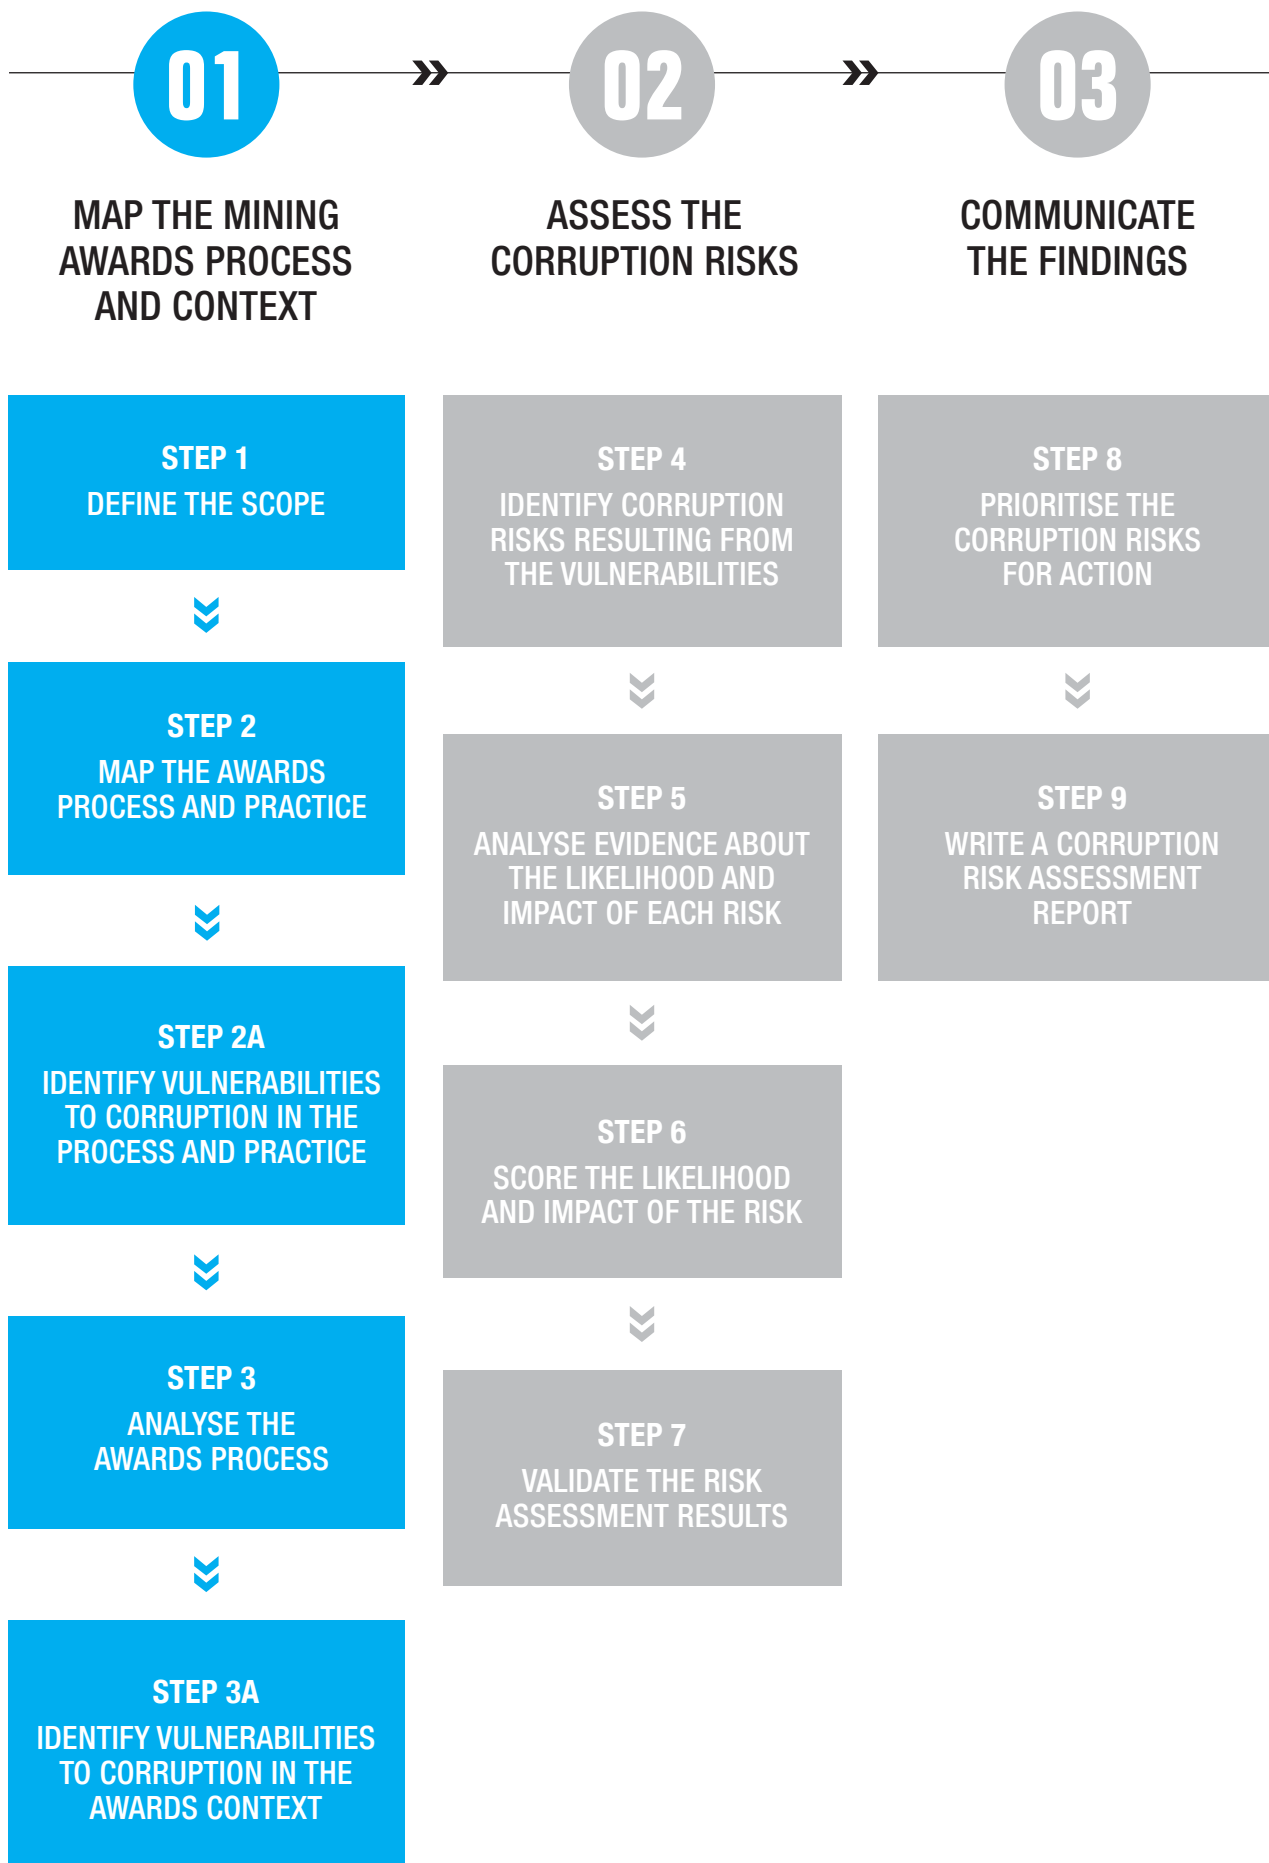 01
MAP THE MINING
AWARDS PROCESS
AND CONTEXT
STEP 1
DEFINE THE SCOPE
STEP 2
MAP THE AWARDS
PROCESS AND PRACTICE
STEP 2A
IDENTIFY VULNERABILITIES
TO CORRUPTION IN THE
PROCESS AND PRACTICE
STEP 3
ANALYSE THE
AWARDS PROCESS
STEP 3A
IDENTIFY VULNERABILITIES
TO CORRUPTION IN THE
AWARDS CONTEXT
02
ASSESS THE
CORRUPTION RISKS
STEP 4
IDENTIFY CORRUPTION
RISKS RESULTING FROM
THE VULNERABILITIES
STEP 5
ANALYSE EVIDENCE ABOUT
THE LIKELIHOOD AND
IMPACT OF EACH RISK
STEP 6
SCORE THE LIKELIHOOD
AND IMPACT OF THE RISK
STEP 7
VALIDATE THE RISK
ASSESSMENT RESULTS
03
COMMUNICATE
THE FINDINGS
STEP 8
PRIORITISE THE
CORRUPTION RISKS
FOR ACTION
STEP 9
WRITE A CORRUPTION
RISK ASSESSMENT
REPORT